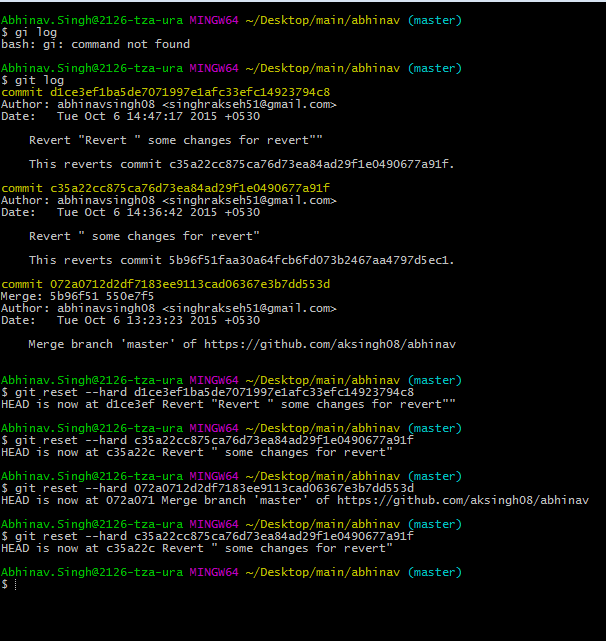 Abhinav.Singh@2126-tza-ura MINGW64 ~/Desktop/main/abhinav (master)
$ gi log
bash: gi: command not found
Abhinav.Singh@2126-tza-ura MINGW64 ~/Desktop/main/abhinav (master)
$ git log
commit d1ce3ef1ba5de7071997e1afc33efc14923794c8
Author: abhinavsingh08 <singhrakseh51@gmail.com>
Date:   Tue Oct 6 14:47:17 2015 +0530
    Revert "Revert " some changes for revert""
    This reverts commit c35a22cc875ca76d73ea84ad29f1e0490677a91f.
commit c35a22cc875ca76d73ea84ad29f1e0490677a91f
Author: abhinavsingh08 <singhrakseh51@gmail.com>
Date:   Tue Oct 6 14:36:42 2015 +0530
    Revert " some changes for revert"
    This reverts commit 5b96f51faa30a64fcb6fd073b2467aa4797d5ec1.
commit 072a0712d2df7183ee9113cad06367e3b7dd553d
Merge: 5b96f51 550e7f5
Author: abhinavsingh08 <singhrakseh51@gmail.com>
Date:   Tue Oct 6 13:23:23 2015 +0530
    Merge branch 'master' of https://github.com/aksingh08/abhinav
Abhinav.Singh@2126-tza-ura MINGW64 ~/Desktop/main/abhinav (master)
$ git reset --hard d1ce3ef1ba5de7071997e1afc33efc14923794c8
HEAD is now at d1ce3ef Revert "Revert " some changes for revert""
Abhinav.Singh@2126-tza-ura MINGW64 ~/Desktop/main/abhinav (master)
$ git reset --hard c35a22cc875ca76d73ea84ad29f1e0490677a91f
HEAD is now at c35a22c Revert " some changes for revert"
Abhinav.Singh@2126-tza-ura MINGW64 ~/Desktop/main/abhinav (master)
$ git reset --hard 072a0712d2df7183ee9113cad06367e3b7dd553d
HEAD is now at 072a071 Merge branch 'master' of https://github.com/aksingh08/abhinav
Abhinav.Singh@2126-tza-ura MINGW64 ~/Desktop/main/abhinav (master)
$ git reset --hard c35a22cc875ca76d73ea84ad29f1e0490677a91f
HEAD is now at c35a22c Revert " some changes for revert"
Abhinav.Singh@2126-tza-ura MINGW64 ~/Desktop/main/abhinav (master)
$